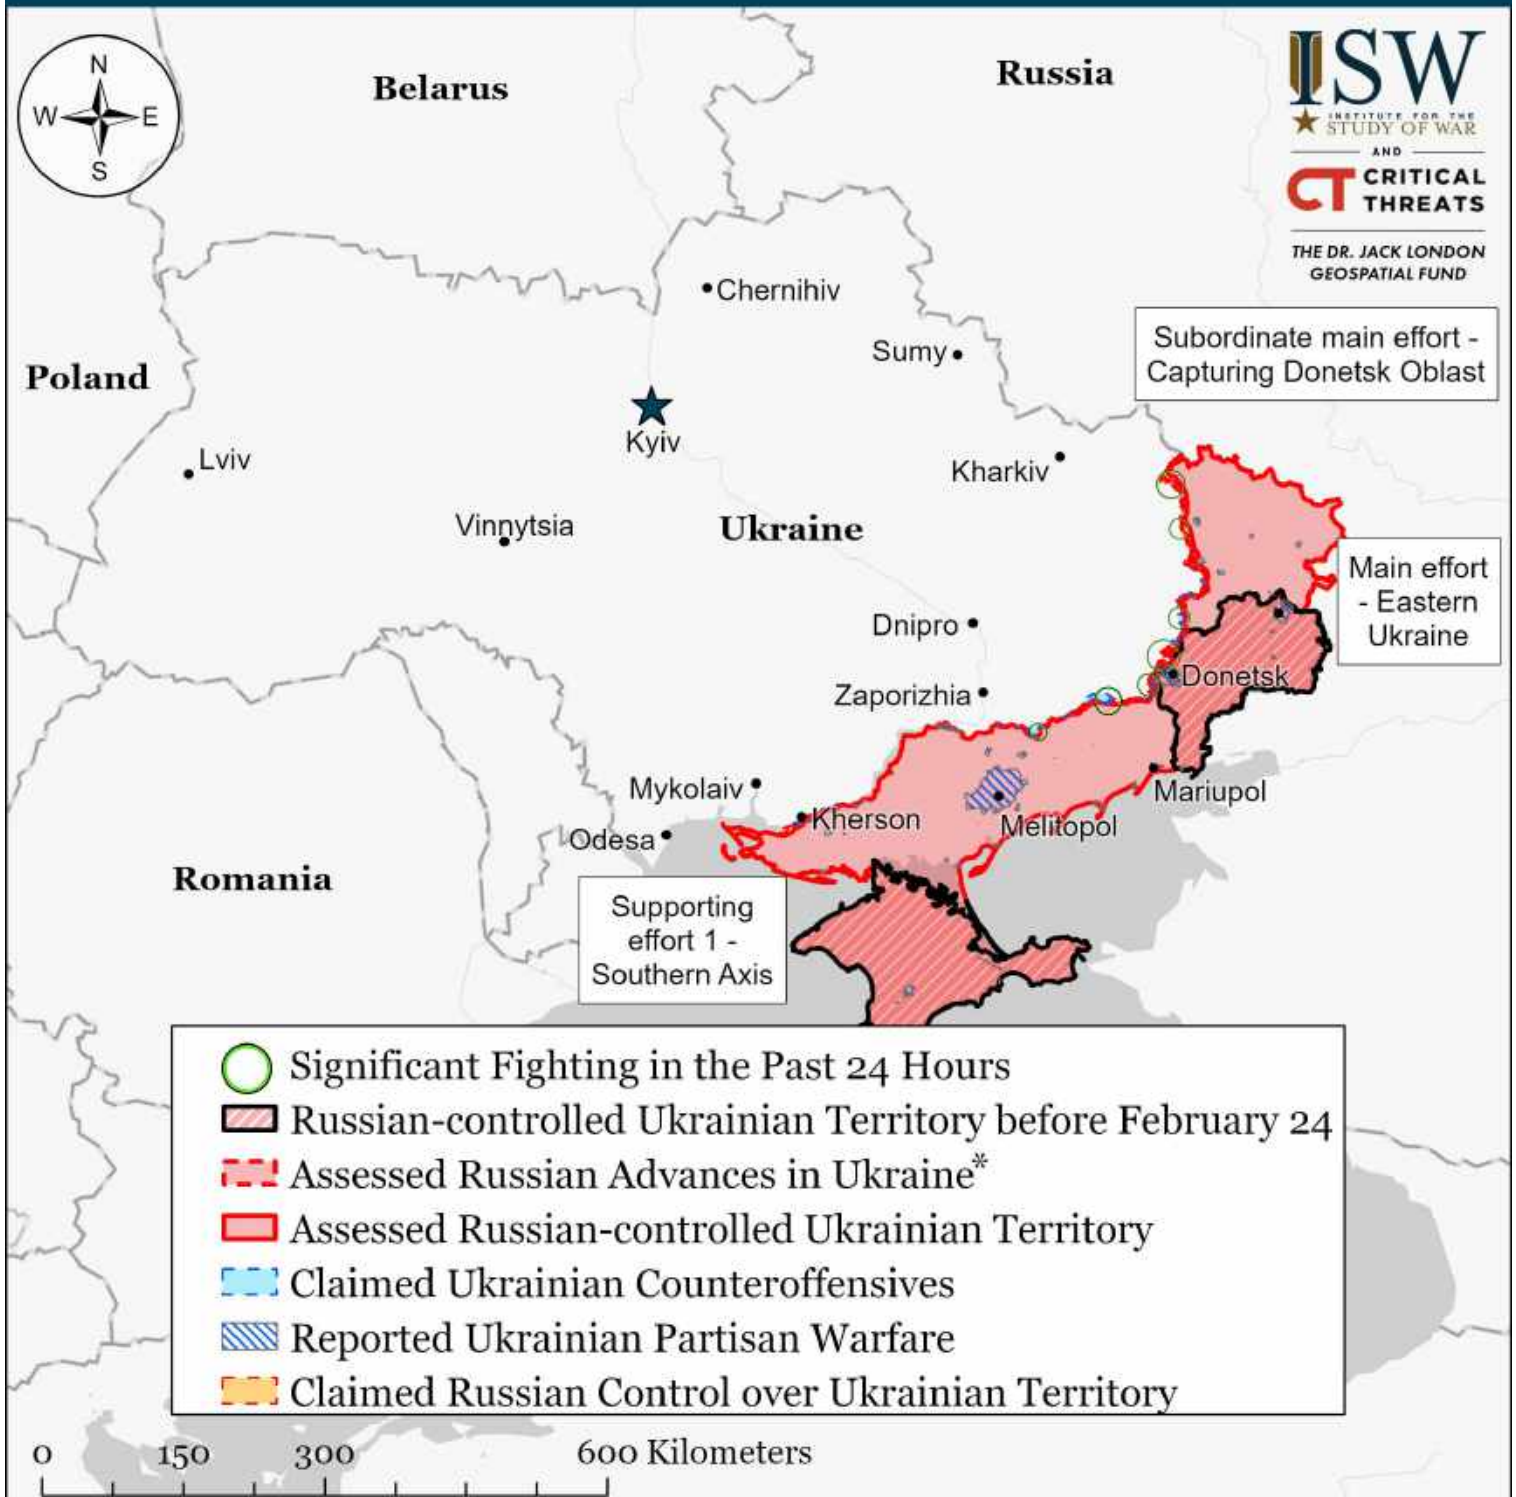 N
W E
S
Belarus
Russia
ISW
INSTITUTE FOR THE
STUDY OF WAR
AND
CT CRITICAL
THREATS
THE DR. JACK LONDON
GEOSPATIAL FUND
Chernihiv
Subordinate main effort -
Capturing Donetsk Oblast
Sumy
Poland
Kyiv
Lviv
Kharkiv
Vinnytsia
Ukraine
Main effort
- Eastern
Ukraine
Dnipro
Donetsk
Zaporizhia
Mykolaiv
Mariupol
Kherson
Melitopol
Odesa
Romania
Supporting
effort 1 -
Southern Axis
Significant Fighting in the Past 24 Hours
Russian-controlled Ukrainian Territory before February 24
Assessed Russian Advances in Ukraine*
Assessed Russian-controlled Ukrainian Territory
Claimed Ukrainian Counteroffensives
Reported Ukrainian Partisan Warfare
Claimed Russian Control over Ukrainian Territory
0 150 300 600 Kilometers